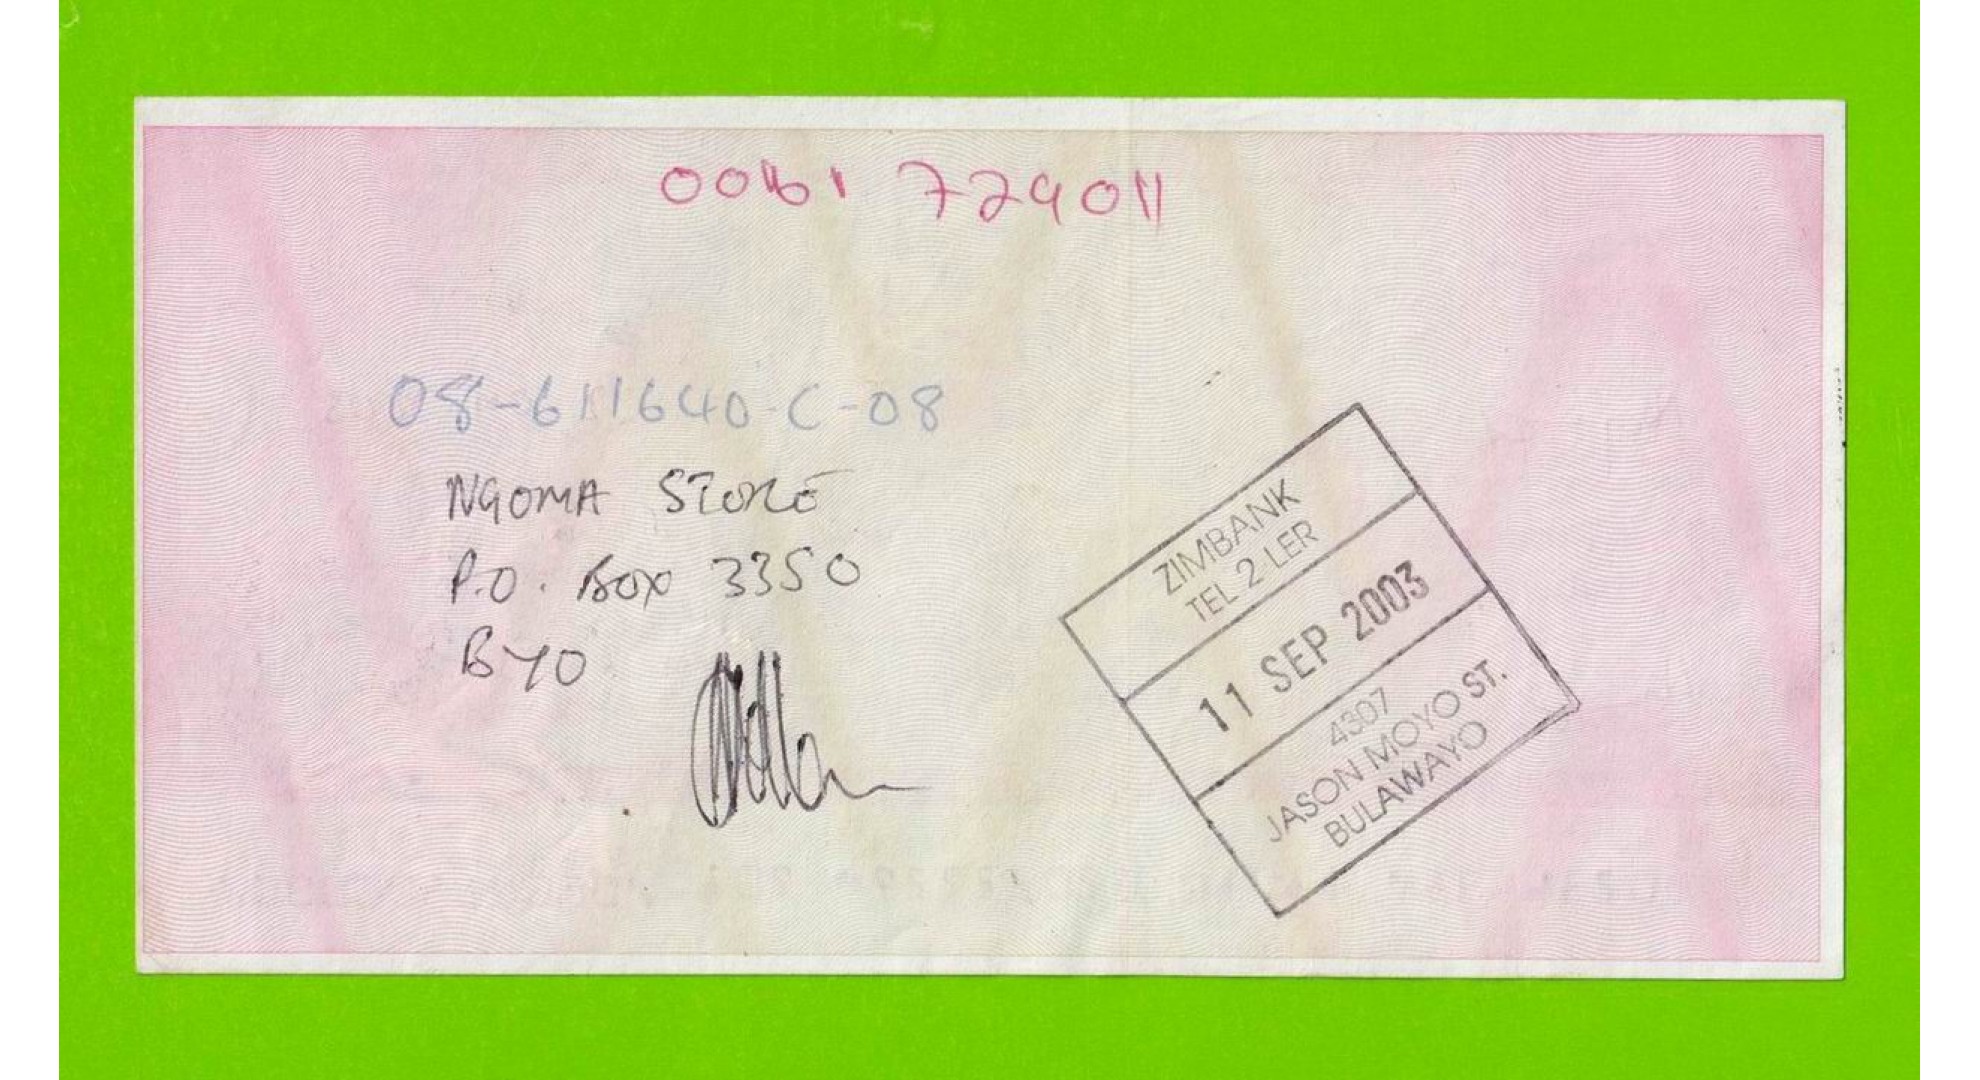 0061 729011
08-611640-C-08
NGOMA STORE
P.O. BOX 3350
BYO
ZIMBANK
TEL 2 LER
11 SEP 2003
4307
JASON MOYO ST.
BULAWAYO